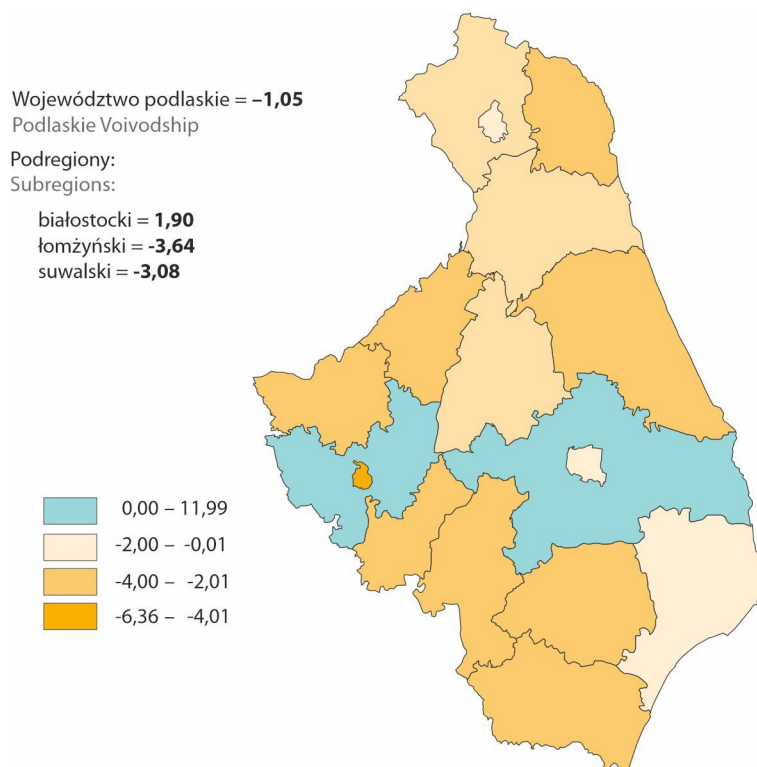 Województwo podlaskie = –1,05
Podlaskie Voivodship
Podregiony:
Subregions:
białostocki = 1,90
łomżyński = -3,64
suwalski = -3,08
0,00 – 11,99
-2,00 – -0,01
-4,00 – -2,01
-6,36 – -4,01